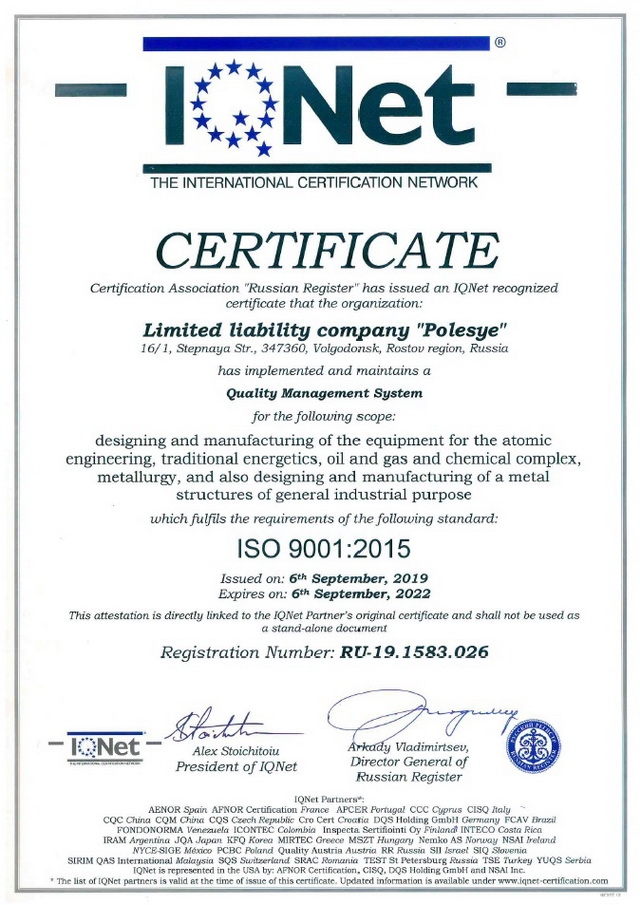 IQNet ®
THE INTERNATIONAL CERTIFICATION NETWORK
CERTIFICATE
Certification Association "Russian Register" has issued an IQNet recognized
certificate that the organization:
Limited liability company "Polesye"
16/1, Stepnaya Str., 347360, Volgodonsk, Rostov region, Russia
has implemented and maintains a
Quality Management System
for the following scope:
designing and manufacturing of the equipment for the atomic
engineering, traditional energetics, oil and gas and chemical complex,
metallurgy, and also designing and manufacturing of a metal
structures of general industrial purpose
which fulfils the requirements of the following standard:
ISO 9001:2015
Issued on: 6th September, 2019
Expires on: 6th September, 2022
This attestation is directly linked to the IQNet Partner's original certificate and shall not be used as
a stand-alone document
Registration Number: RU-19.1583.026
IQNet
Alex Stoichitoiu
President of IQNet
Arkady Vladimirtsev,
Director General of
Russian Register
IQNet Partners*:
AENOR Spain AFNOR Certification France APCER Portugal CCC Cyprus CISQ Italy
CQC China CQM China CQS Czech Republic Cro Cert Croatia DQS Holding GmbH Germany FCAV Brazil
FONDONORMA Venezuela ICONTEC Colombia Inspecta Sertifiointi Oy Finland INTECO Costa Rica
IRAM Argentina JQA Japan KFQ Korea MIRTEC Greece MSZT Hungary Nemko AS Norway NSAI Ireland
NYCE-SIGE México PCBC Poland Quality Austria Austria RR Russia SII Israel SIQ Slovenia
SIRIM QAS International Malaysia SQS Switzerland SRAC Romania TEST St Petersburg Russia TSE Turkey YUQS Serbia
IQNet is represented in the USA by: AFNOR Certification, CISQ, DQS Holding GmbH and NSAI Inc.
* The list of IQNet partners is valid at the time of issue of this certificate. Updated information is available under www.iqnet-certification.com